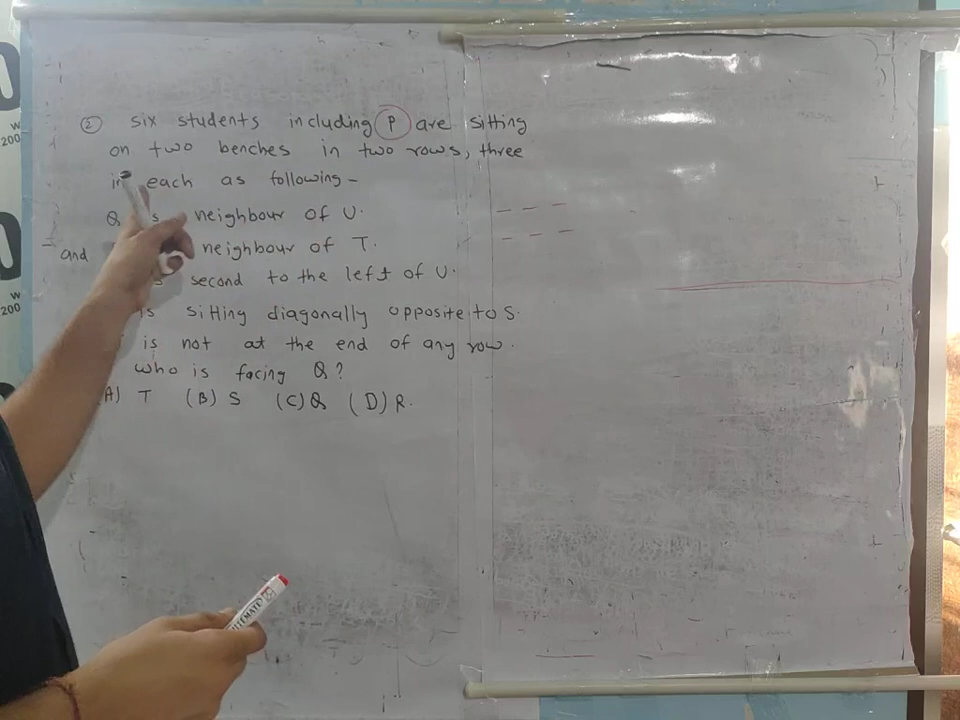 ② six students including P are sitting
on two benches in two rows, three
in each as following -
Q s neighbour of U.
and neighbour of T.
s second to the left of U.
is sitting diagonally opposite to S.
is not at the end of any row.
who is facing Q?
A) T (B) S (C) Q (D) R.
W
200
W
200